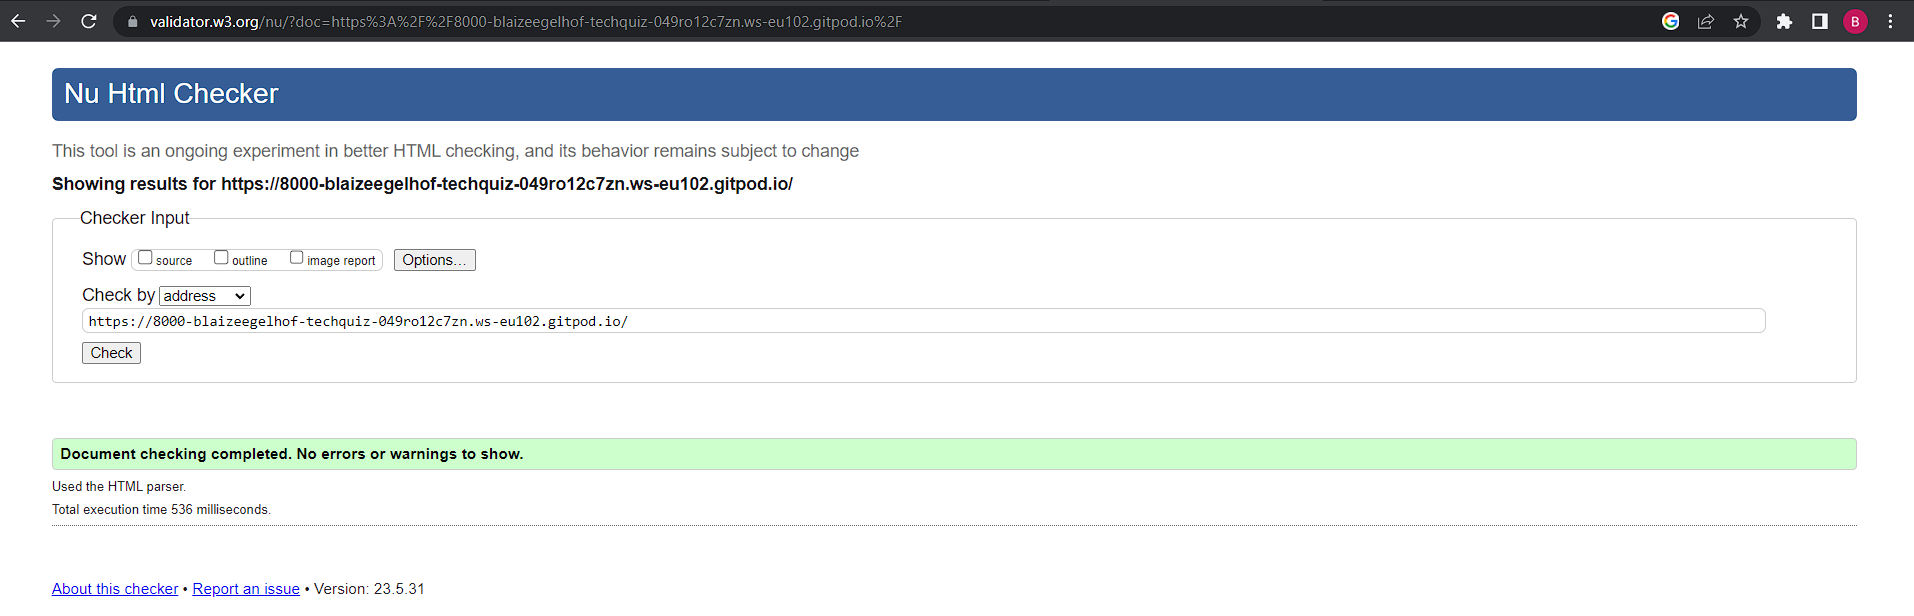 validator.w3.org/nu/?doc=https%3A%2F%2F8000-blaizeegelhof-techquiz-049ro12c7zn.ws-eu102.gitpod.io%2F
B
Nu Html Checker
This tool is an ongoing experiment in better HTML checking, and its behavior remains subject to change
Showing results for https://8000-blaizeegelhof-techquiz-049ro12c7zn.ws-eu102.gitpod.io/
Checker Input
Show source outline image report Options...
Check by address
https://8000-blaizeegelhof-techquiz-049ro12c7zn.ws-eu102.gitpod.io/
Check
Document checking completed. No errors or warnings to show.
Used the HTML parser.
Total execution time 536 milliseconds.
About this checker • Report an issue • Version: 23.5.31